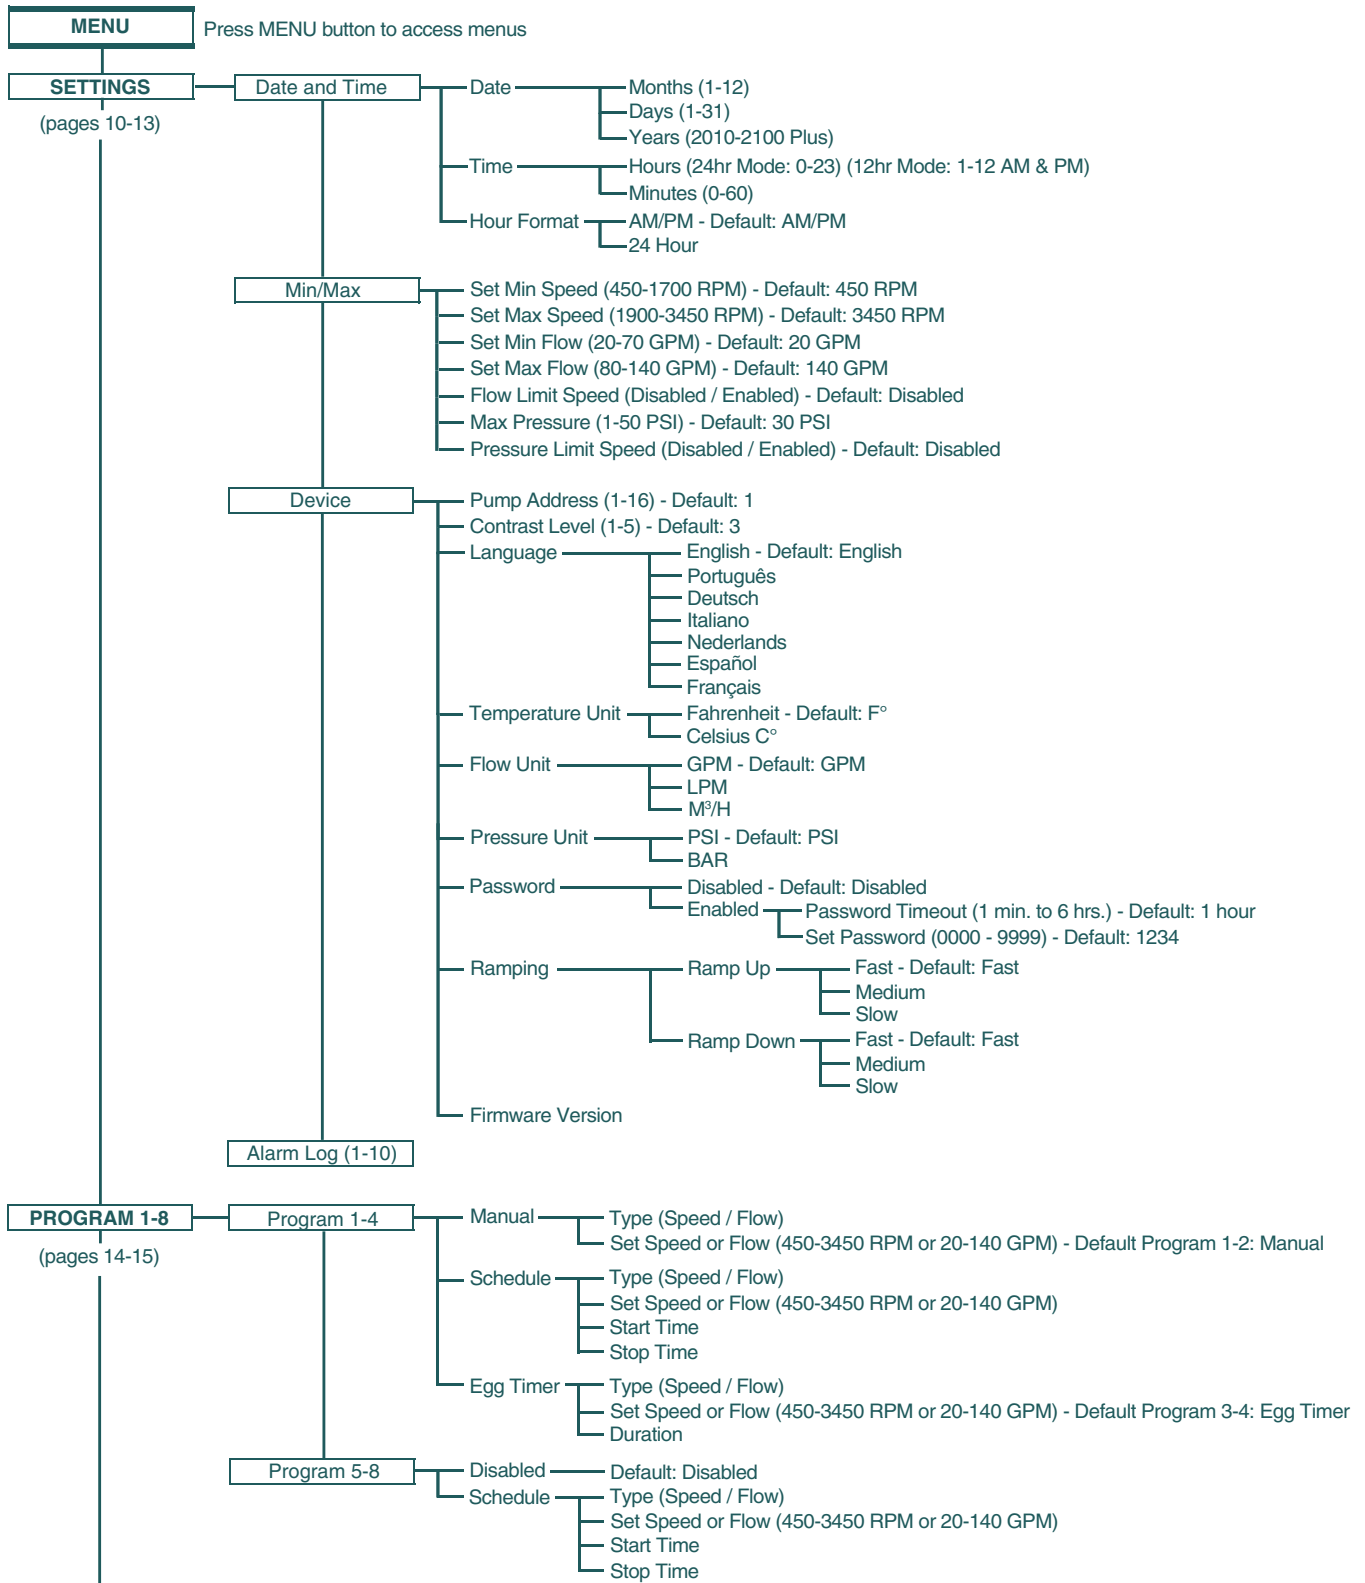 MENU
Press MENU button to access menus
SETTINGS
(pages 10-13)
Date and Time
Date
Months (1-12)
Days (1-31)
Years (2010-2100 Plus)
Time
Hours (24hr Mode: 0-23) (12hr Mode: 1-12 AM & PM)
Minutes (0-60)
Hour Format
AM/PM - Default: AM/PM
24 Hour
Min/Max
Set Min Speed (450-1700 RPM) - Default: 450 RPM
Set Max Speed (1900-3450 RPM) - Default: 3450 RPM
Set Min Flow (20-70 GPM) - Default: 20 GPM
Set Max Flow (80-140 GPM) - Default: 140 GPM
Flow Limit Speed (Disabled / Enabled) - Default: Disabled
Max Pressure (1-50 PSI) - Default: 30 PSI
Pressure Limit Speed (Disabled / Enabled) - Default: Disabled
Device
Pump Address (1-16) - Default: 1
Contrast Level (1-5) - Default: 3
Language
English - Default: English
Português
Deutsch
Italiano
Nederlands
Español
Français
Temperature Unit
Fahrenheit - Default: F°
Celsius C°
Flow Unit
GPM - Default: GPM
LPM
M³/H
Pressure Unit
PSI - Default: PSI
BAR
Password
Disabled - Default: Disabled
Enabled
Password Timeout (1 min. to 6 hrs.) - Default: 1 hour
Set Password (0000 - 9999) - Default: 1234
Ramping
Ramp Up
Fast - Default: Fast
Medium
Slow
Ramp Down
Fast - Default: Fast
Medium
Slow
Firmware Version
Alarm Log (1-10)
PROGRAM 1-8
(pages 14-15)
Program 1-4
Manual
Type (Speed / Flow)
Set Speed or Flow (450-3450 RPM or 20-140 GPM) - Default Program 1-2: Manual
Schedule
Type (Speed / Flow)
Set Speed or Flow (450-3450 RPM or 20-140 GPM)
Start Time
Stop Time
Egg Timer
Type (Speed / Flow)
Set Speed or Flow (450-3450 RPM or 20-140 GPM) - Default Program 3-4: Egg Timer
Duration
Program 5-8
Disabled
Default: Disabled
Schedule
Type (Speed / Flow)
Set Speed or Flow (450-3450 RPM or 20-140 GPM)
Start Time
Stop Time